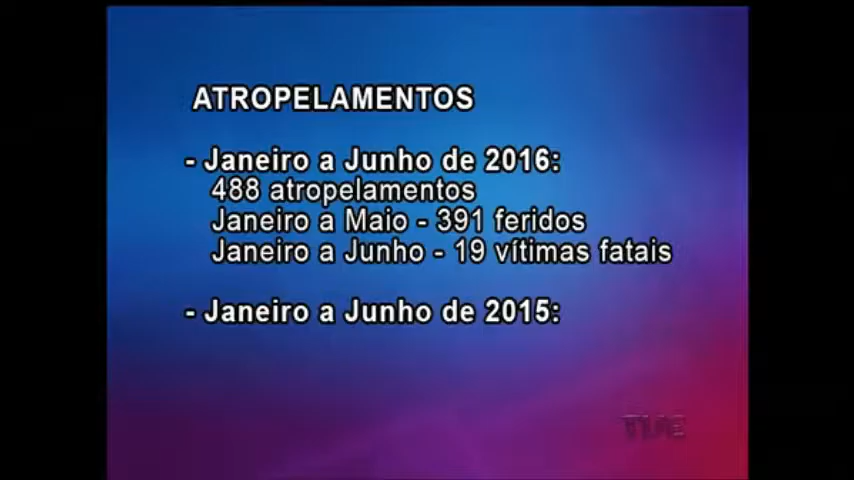 ATROPELAMENTOS
- Janeiro a Junho de 2016:
488 atropelamentos
Janeiro a Maio - 391 feridos
Janeiro a Junho - 19 vítimas fatais
- Janeiro a Junho de 2015:
TVE